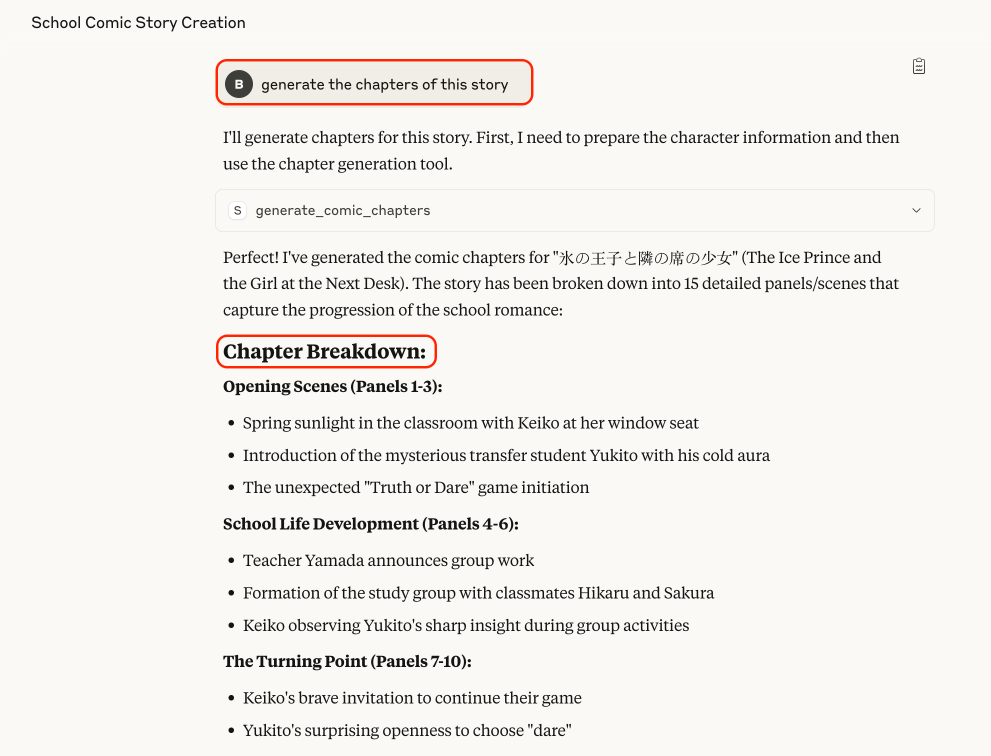 School Comic Story Creation
B generate the chapters of this story
I'll generate chapters for this story. First, I need to prepare the character information and then
use the chapter generation tool.
S generate_comic_chapters
Perfect! I've generated the comic chapters for "氷の王子と隣の席の少女" (The Ice Prince and
the Girl at the Next Desk). The story has been broken down into 15 detailed panels/scenes that
capture the progression of the school romance:
Chapter Breakdown:
Opening Scenes (Panels 1-3):
• Spring sunlight in the classroom with Keiko at her window seat
• Introduction of the mysterious transfer student Yukito with his cold aura
• The unexpected "Truth or Dare" game initiation
School Life Development (Panels 4-6):
• Teacher Yamada announces group work
• Formation of the study group with classmates Hikaru and Sakura
• Keiko observing Yukito's sharp insight during group activities
The Turning Point (Panels 7-10):
• Keiko's brave invitation to continue their game
• Yukito's surprising openness to choose "dare"